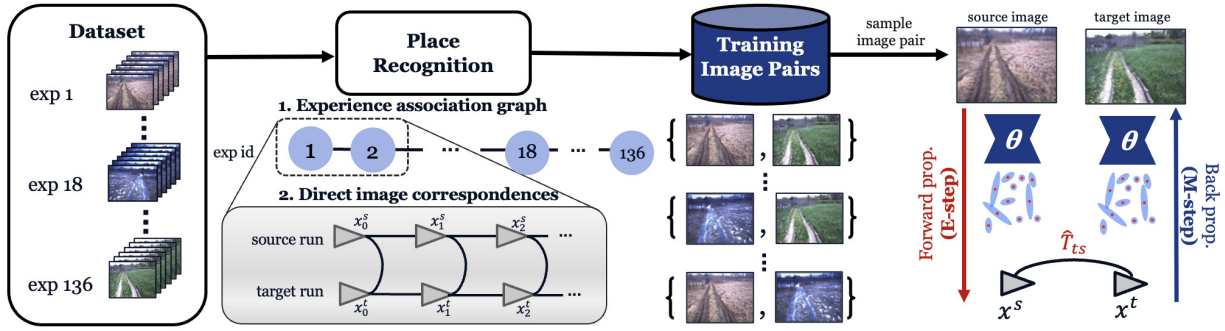 Dataset
exp 1
exp 18
exp 136
Place
Recognition
1. Experience association graph
exp id
1
2
...
18
...
136
2. Direct image correspondences
source run
x_0^s
x_1^s
x_2^s
...
target run
x_0^t
x_1^t
x_2^t
...
Training
Image Pairs
{ , }
{ , }
{ , }
sample
image pair
source image
target image
θ
θ
Forward prop.
(E-step)
Back prop.
(M-step)
T̂_ts
x^s
x^t